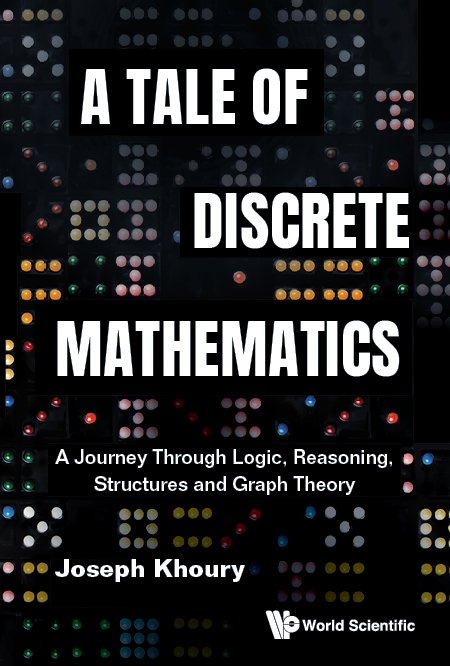 A TALE OF
DISCRETE
MATHEMATICS
A Journey Through Logic, Reasoning,
Structures and Graph Theory
Joseph Khoury
World Scientific